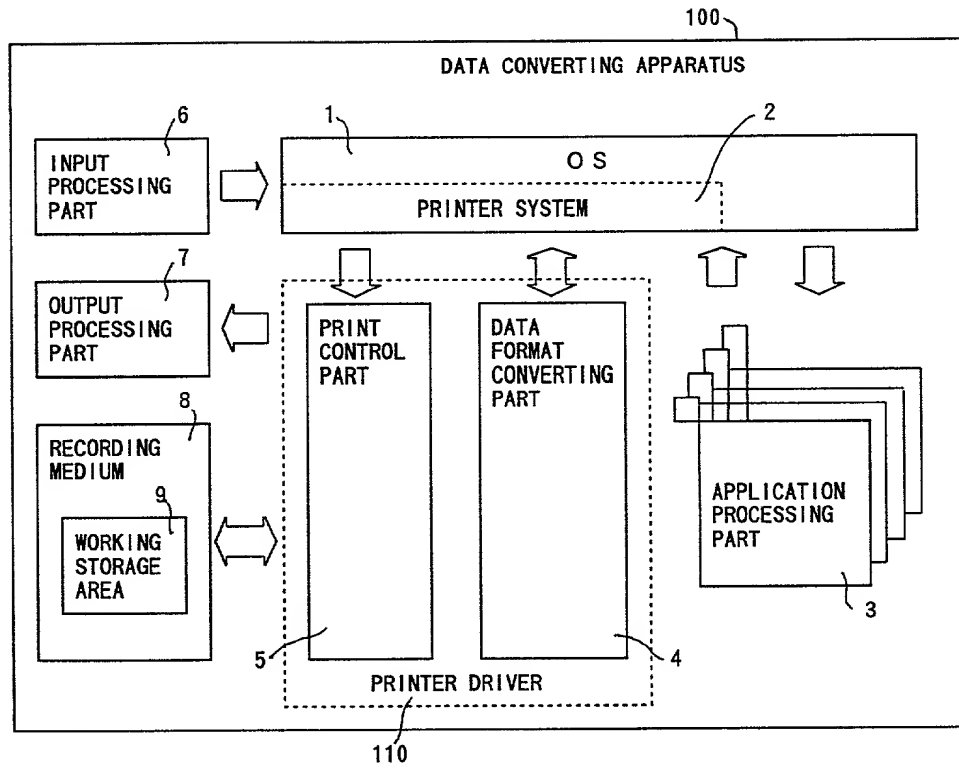 100
DATA CONVERTING APPARATUS
6
1
2
INPUT
PROCESSING
PART
OS
PRINTER SYSTEM
7
OUTPUT
PROCESSING
PART
PRINT
CONTROL
PART
DATA
FORMAT
CONVERTING
PART
8
RECORDING
MEDIUM
9
WORKING
STORAGE
AREA
APPLICATION
PROCESSING
PART
3
5
4
PRINTER DRIVER
110